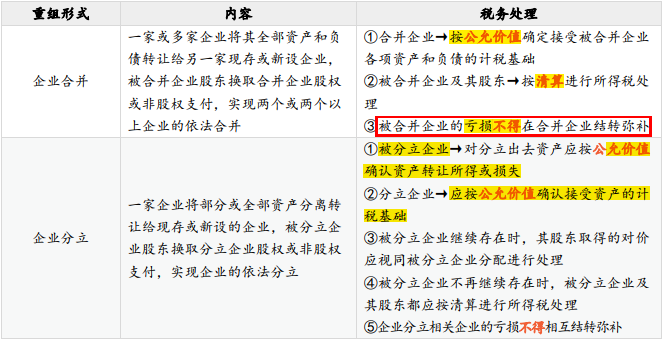 重组形式 内容 税务处理
企业合并
一家或多家企业将其全部资产和负
债转让给另一家现存或新设企业，
被合并企业股东换取合并企业股权
或非股权支付，实现两个或两个以
上企业的依法合并
①合并企业→按公允价值确定接受被合并企业
各项资产和负债的计税基础
②被合并企业及其股东→按清算进行所得税处
理
③被合并企业的亏损不得在合并企业结转弥补
企业分立
一家企业将部分或全部资产分离转
让给现存或新设的企业，被分立企
业股东换取分立企业股权或非股权
支付，实现企业的依法分立
①被分立企业→对分立出去资产应按公允价值
确认资产转让所得或损失
②分立企业→应按公允价值确认接受资产的计
税基础
③被分立企业继续存在时，其股东取得的对价
应视同被分立企业分配进行处理
④被分立企业不再继续存在时，被分立企业及
其股东都应按清算进行所得税处理
⑤企业分立相关企业的亏损不得相互结转弥补